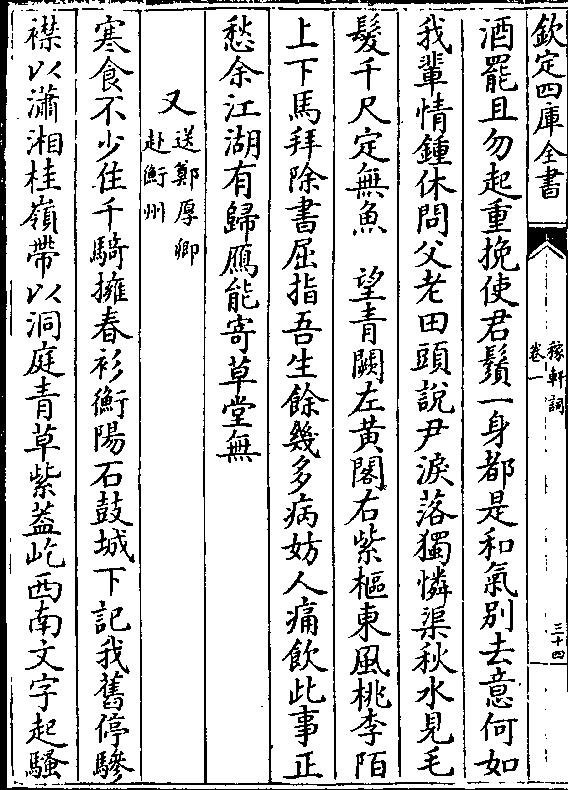 欽定四庫全書
稼軒詞
卷一
三十四
酒罷且勿起重挽使君鬚一身都是和氣別去意何如
我輩情鍾休問父老田頭說尹淚落獨憐渠秋水見毛
髮千尺定無魚　望青闕左黃閣右紫樞東風桃李陌
上下馬拜除書屈指吾生餘幾多病妨人痛飲此事正
愁余江湖有歸鴈能寄草堂無
又送鄭厚卿赴衡州
寒食不少住千騎擁春衫衡陽石鼓城下記我舊停驂
襟以瀟湘桂嶺帶以洞庭青草紫蓋屹西南文字起騷